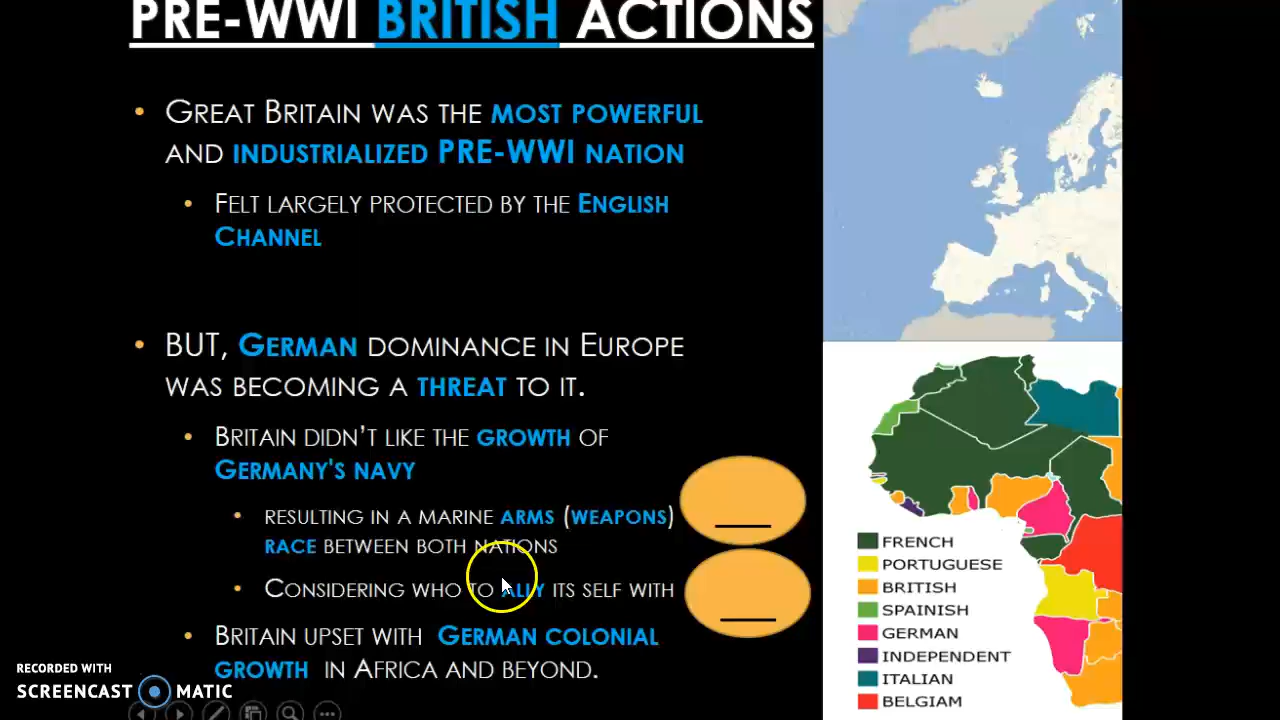 PRE-WWI BRITISH ACTIONS
• GREAT BRITAIN WAS THE MOST POWERFUL
AND INDUSTRIALIZED PRE-WWI NATION
• FELT LARGELY PROTECTED BY THE ENGLISH
CHANNEL
• BUT, GERMAN DOMINANCE IN EUROPE
WAS BECOMING A THREAT TO IT.
• BRITAIN DIDN'T LIKE THE GROWTH OF
GERMANY'S NAVY
• RESULTING IN A MARINE ARMS (WEAPONS)
RACE BETWEEN BOTH NATIONS
• CONSIDERING WHO TO ALLY ITS SELF WITH
• BRITAIN UPSET WITH GERMAN COLONIAL
GROWTH IN AFRICA AND BEYOND.
FRENCH
PORTUGUESE
BRITISH
SPAINISH
GERMAN
INDEPENDENT
ITALIAN
BELGIAM
RECORDED WITH
SCREENCAST MATIC